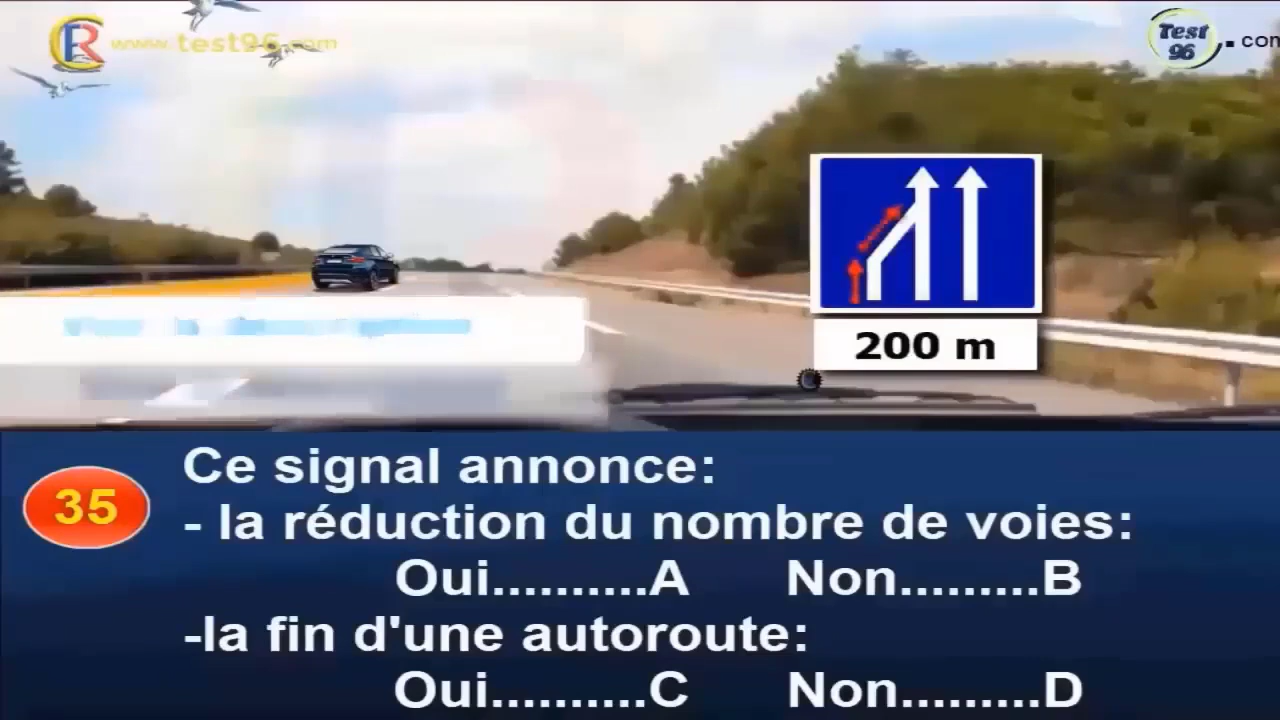 CR www.test96.com
Test 96 .com
200 m
35
Ce signal annonce:
- la réduction du nombre de voies:
Oui..........A Non.........B
-la fin d'une autoroute:
Oui..........C Non.........D